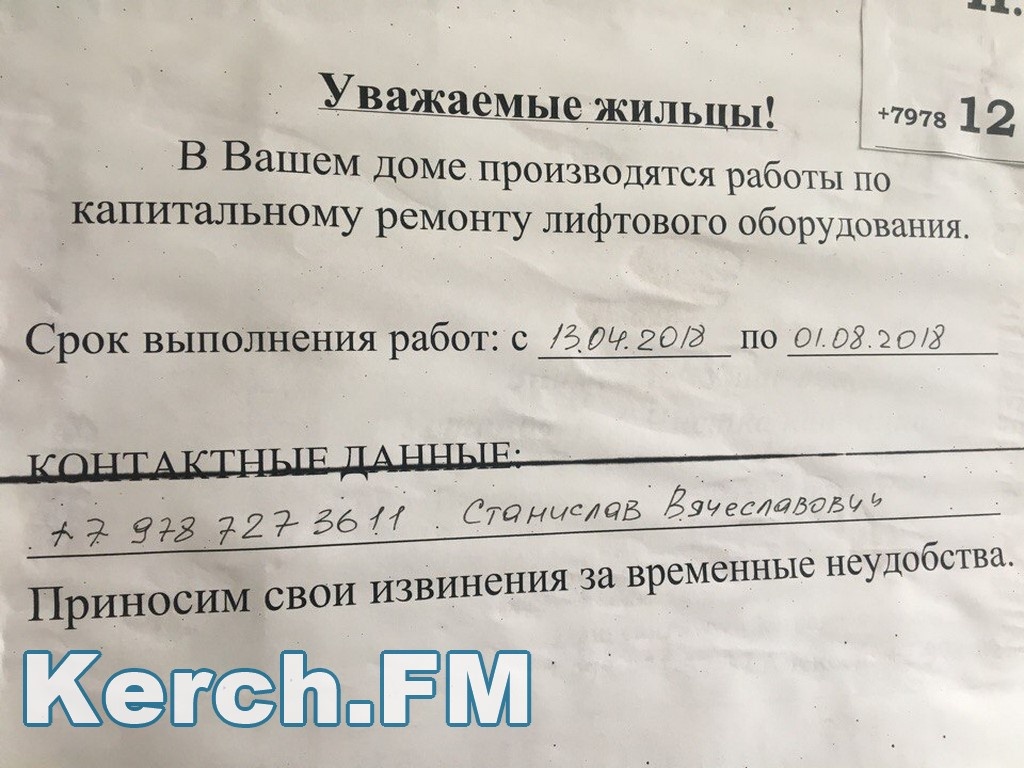 +7978 12
Уважаемые жильцы!
В Вашем доме производятся работы по
капитальному ремонту лифтового оборудования.
Срок выполнения работ: с 13.04.2018 по 01.08.2018
КОНТАКТНЫЕ ДАННЫЕ:
+7 978 727 3611 Станислав Вячеславович
Приносим свои извинения за временные неудобства.
Kerch.FM